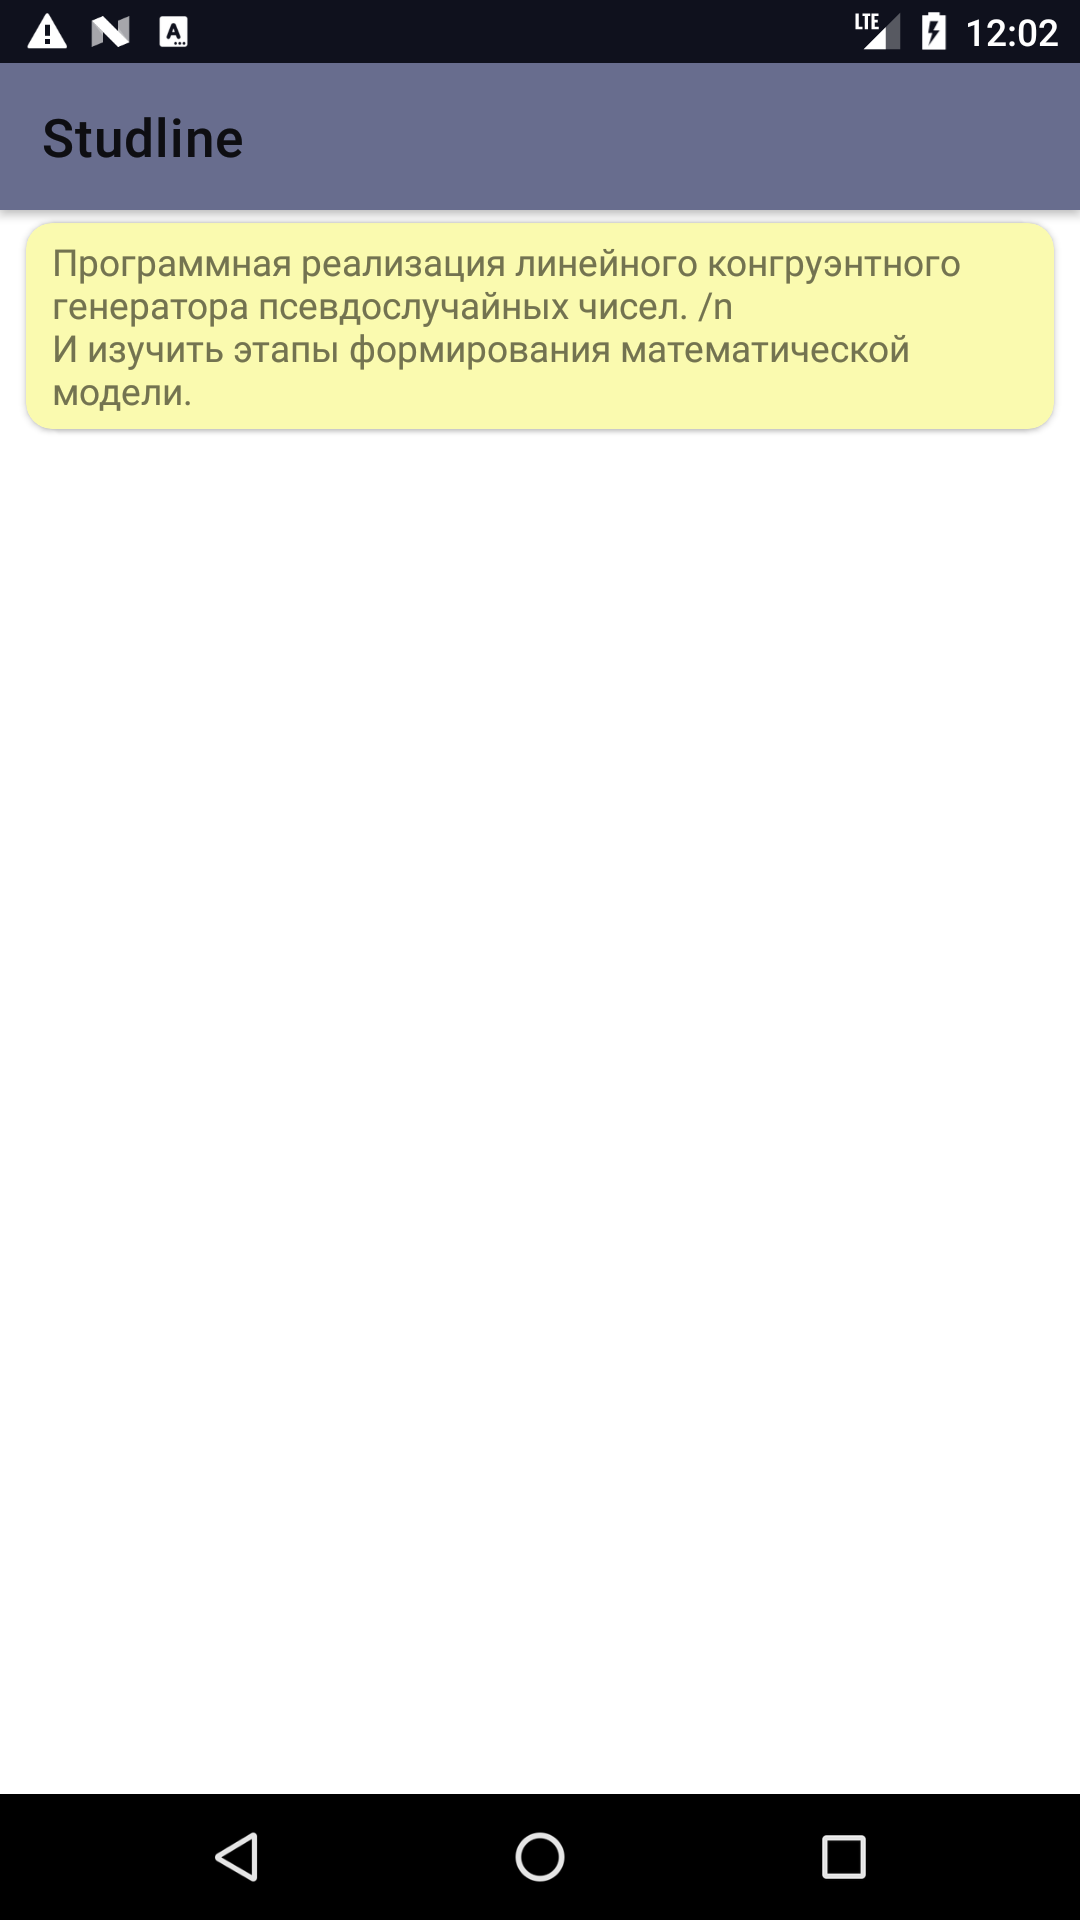 LTE 12:02
Studline
Программная реализация линейного конгруэнтного
генератора псевдослучайных чисел. /n
И изучить этапы формирования математической
модели.